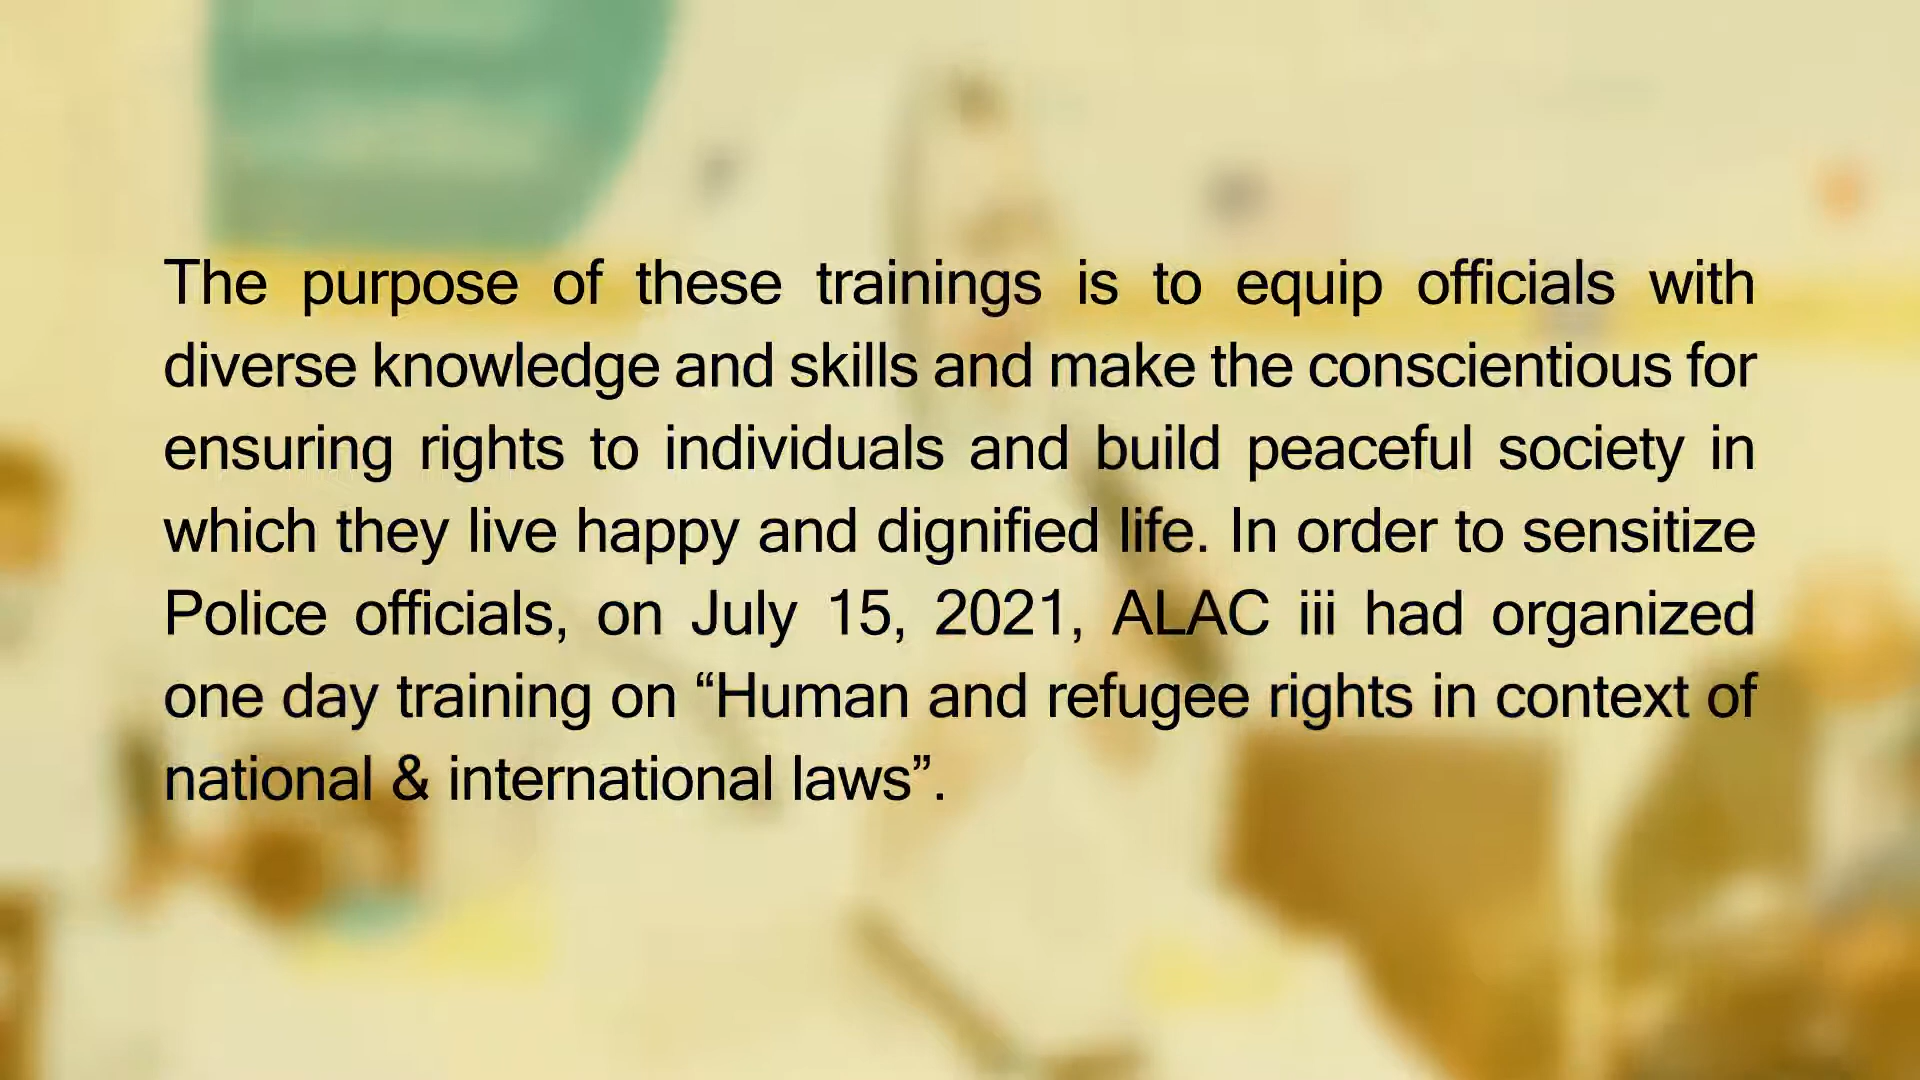 The purpose of these trainings is to equip officials with
diverse knowledge and skills and make the conscientious for
ensuring rights to individuals and build peaceful society in
which they live happy and dignified life. In order to sensitize
Police officials, on July 15, 2021, ALAC iii had organized
one day training on “Human and refugee rights in context of
national & international laws”.